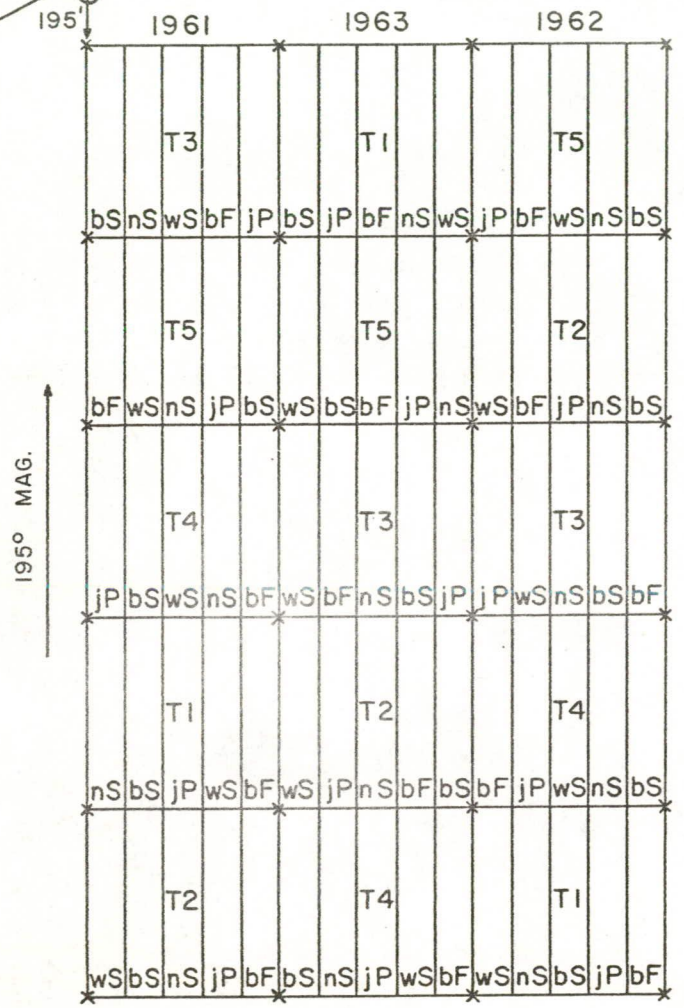 195'
1961 1963 1962
T3 T1 T5
bS nS wS bF jP bS jP bF nS wS jP bF wS nS bS
T5 T5 T2
bF wS nS jP bS wS bS bF jP nS wS bF jP nS bS
195° MAG.
T4 T3 T3
jP bS wS nS bF wS bF nS bS jP jP wS nS bS bF
T1 T2 T4
nS bS jP wS bF wS jP nS bF bS bF jP wS nS bS
T2 T4 T1
wS bS nS jP bF bS nS jP wS bF wS nS bS jP bF